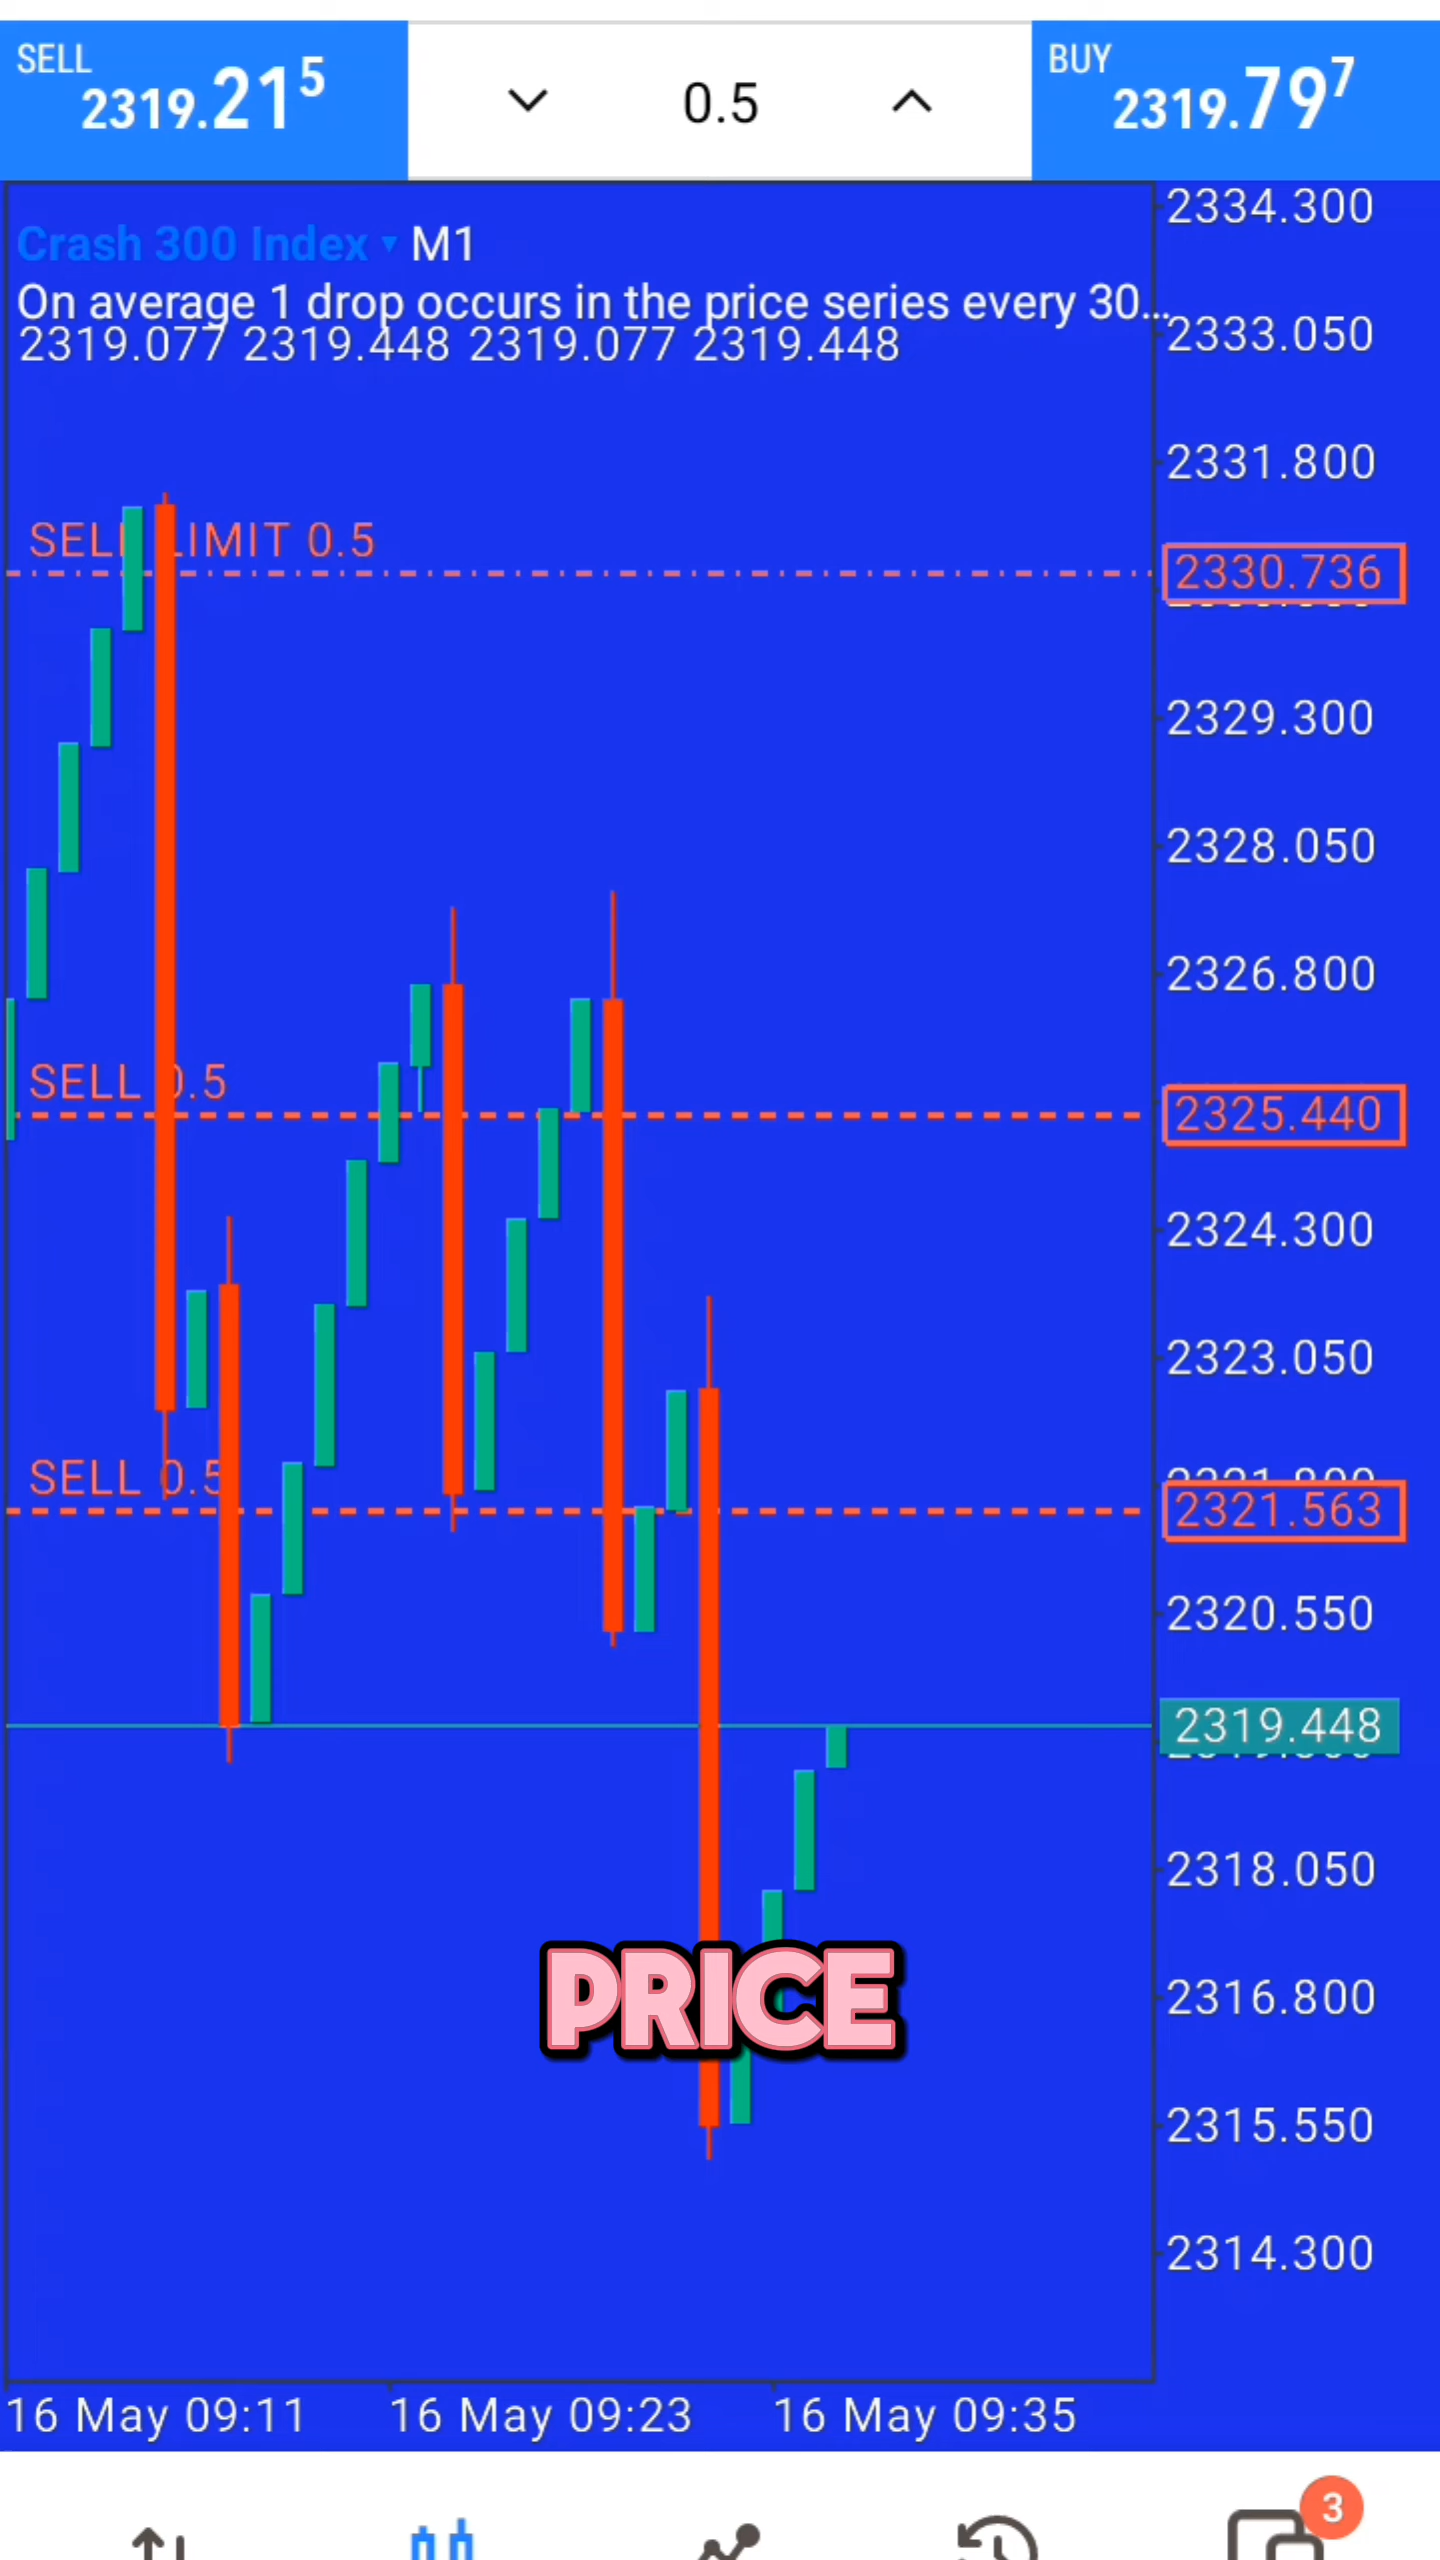 SELL
2319.215
0.5
BUY
2319.797
Crash 300 Index ▾ M1
On average 1 drop occurs in the price series every 30...
2319.077 2319.448 2319.077 2319.448
2334.300
2333.050
2331.800
SELL LIMIT 0.5
2330.736
2329.300
2328.050
2326.800
SELL 0.5
2325.440
2324.300
2323.050
SELL 0.5
2321.563
2320.550
2319.448
2318.050
PRICE
2316.800
2315.550
2314.300
16 May 09:11
16 May 09:23
16 May 09:35
3